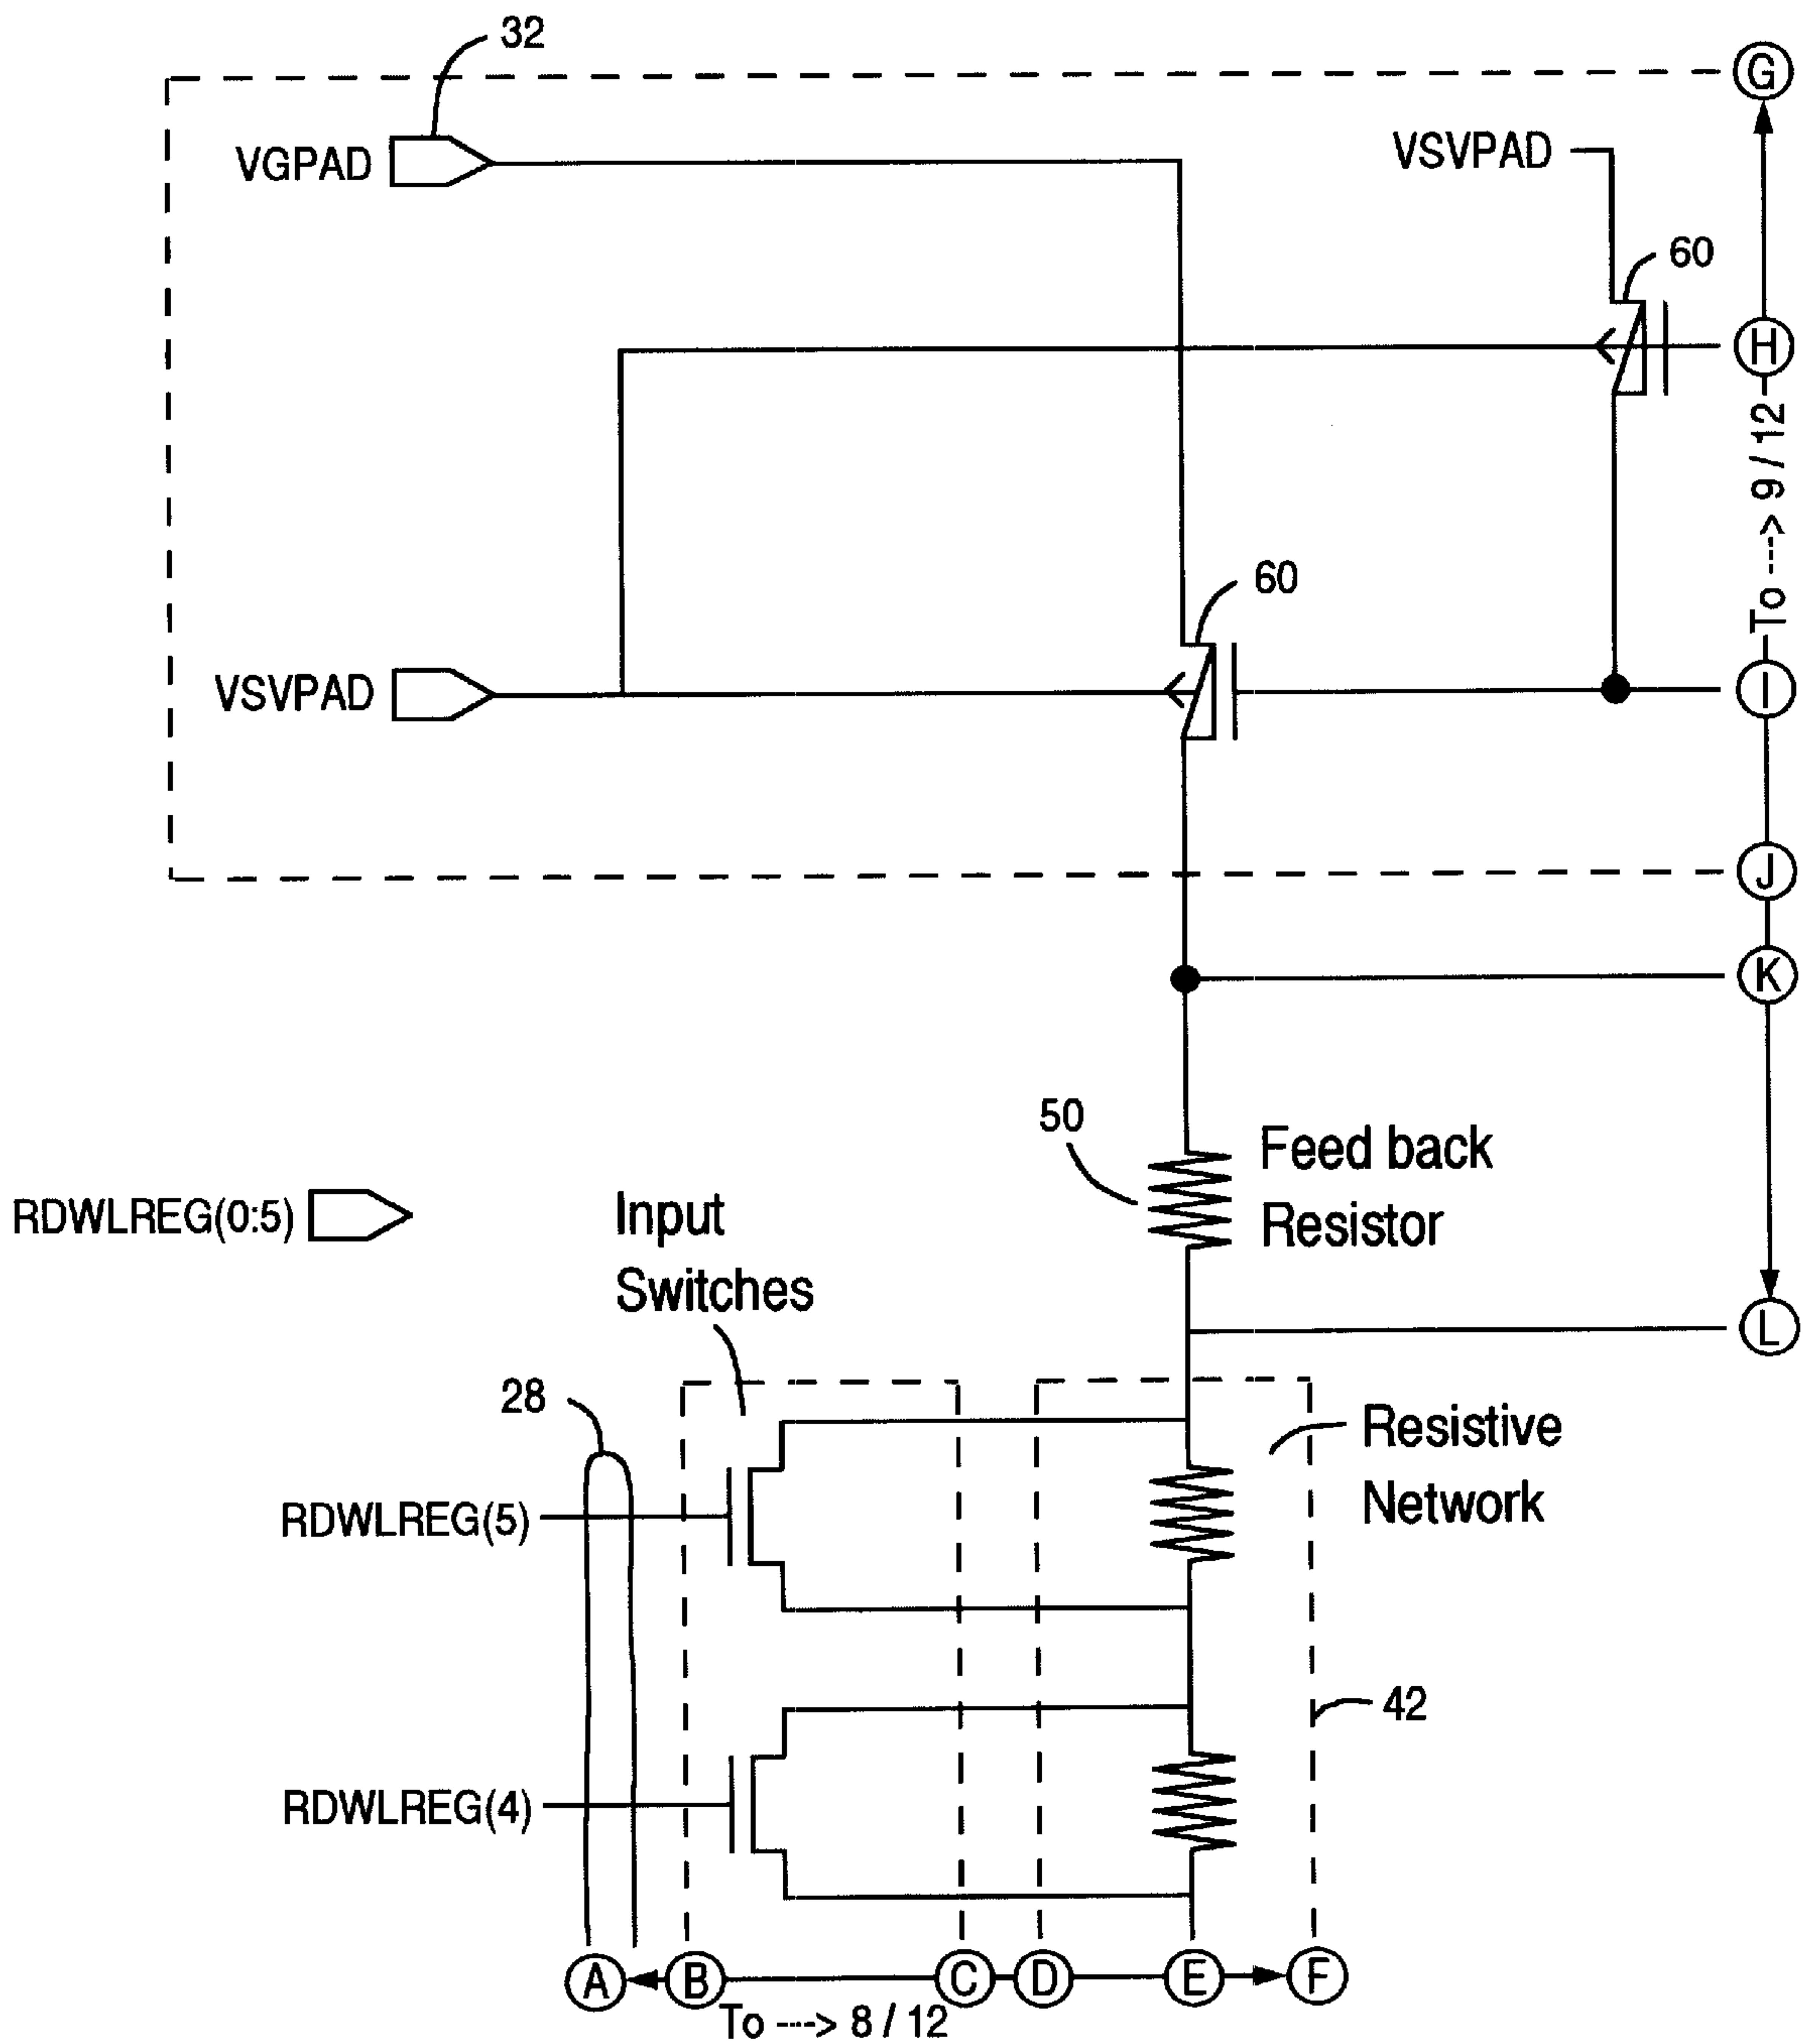 32
G
VGPAD
VSVPAD
60
H
To ---> 9 / 12
60
VSVPAD
I
J
K
50
Feed back
Resistor
RDWLREG(0:5)
Input
Switches
L
28
Resistive
Network
RDWLREG(5)
42
RDWLREG(4)
A
B
C
D
E
F
To ---> 8 / 12